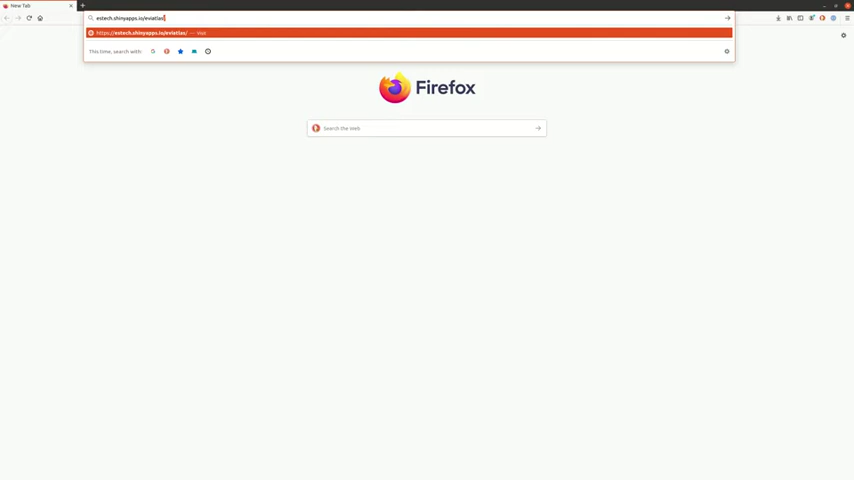 New Tab
estech.shinyapps.io/eviatlas
https://estech.shinyapps.io/eviatlas/ — Visit
This time, search with:
Firefox
Search the Web